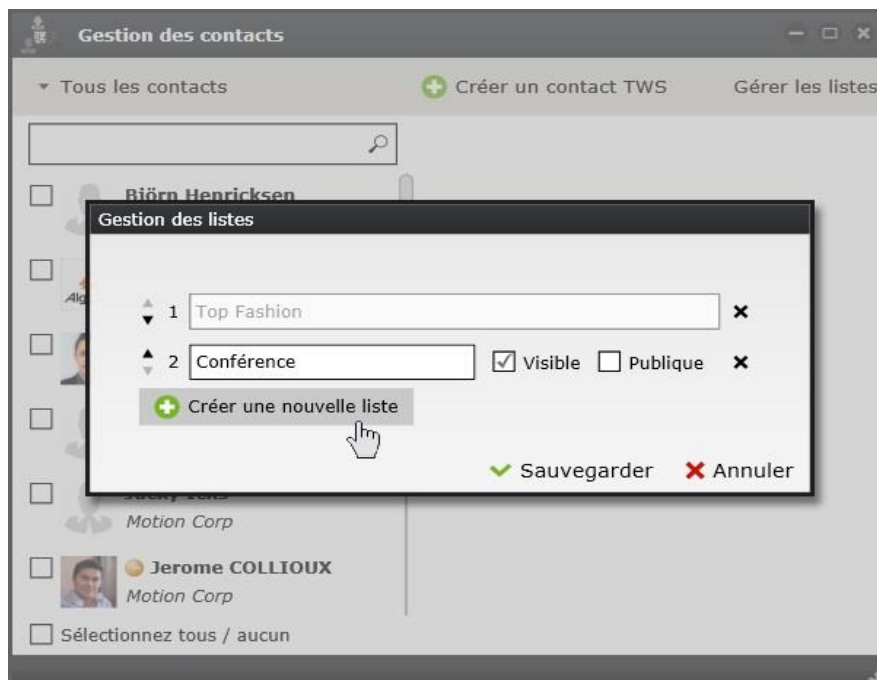 Gestion des contacts
Tous les contacts
Créer un contact TWS
Gérer les listes
Björn Henricksen
Gestion des listes
Alg
1 Top Fashion
2 Conférence Visible Publique
Créer une nouvelle liste
Sauvegarder Annuler
Motion Corp
Jerome COLLIOUX
Motion Corp
Sélectionnez tous / aucun